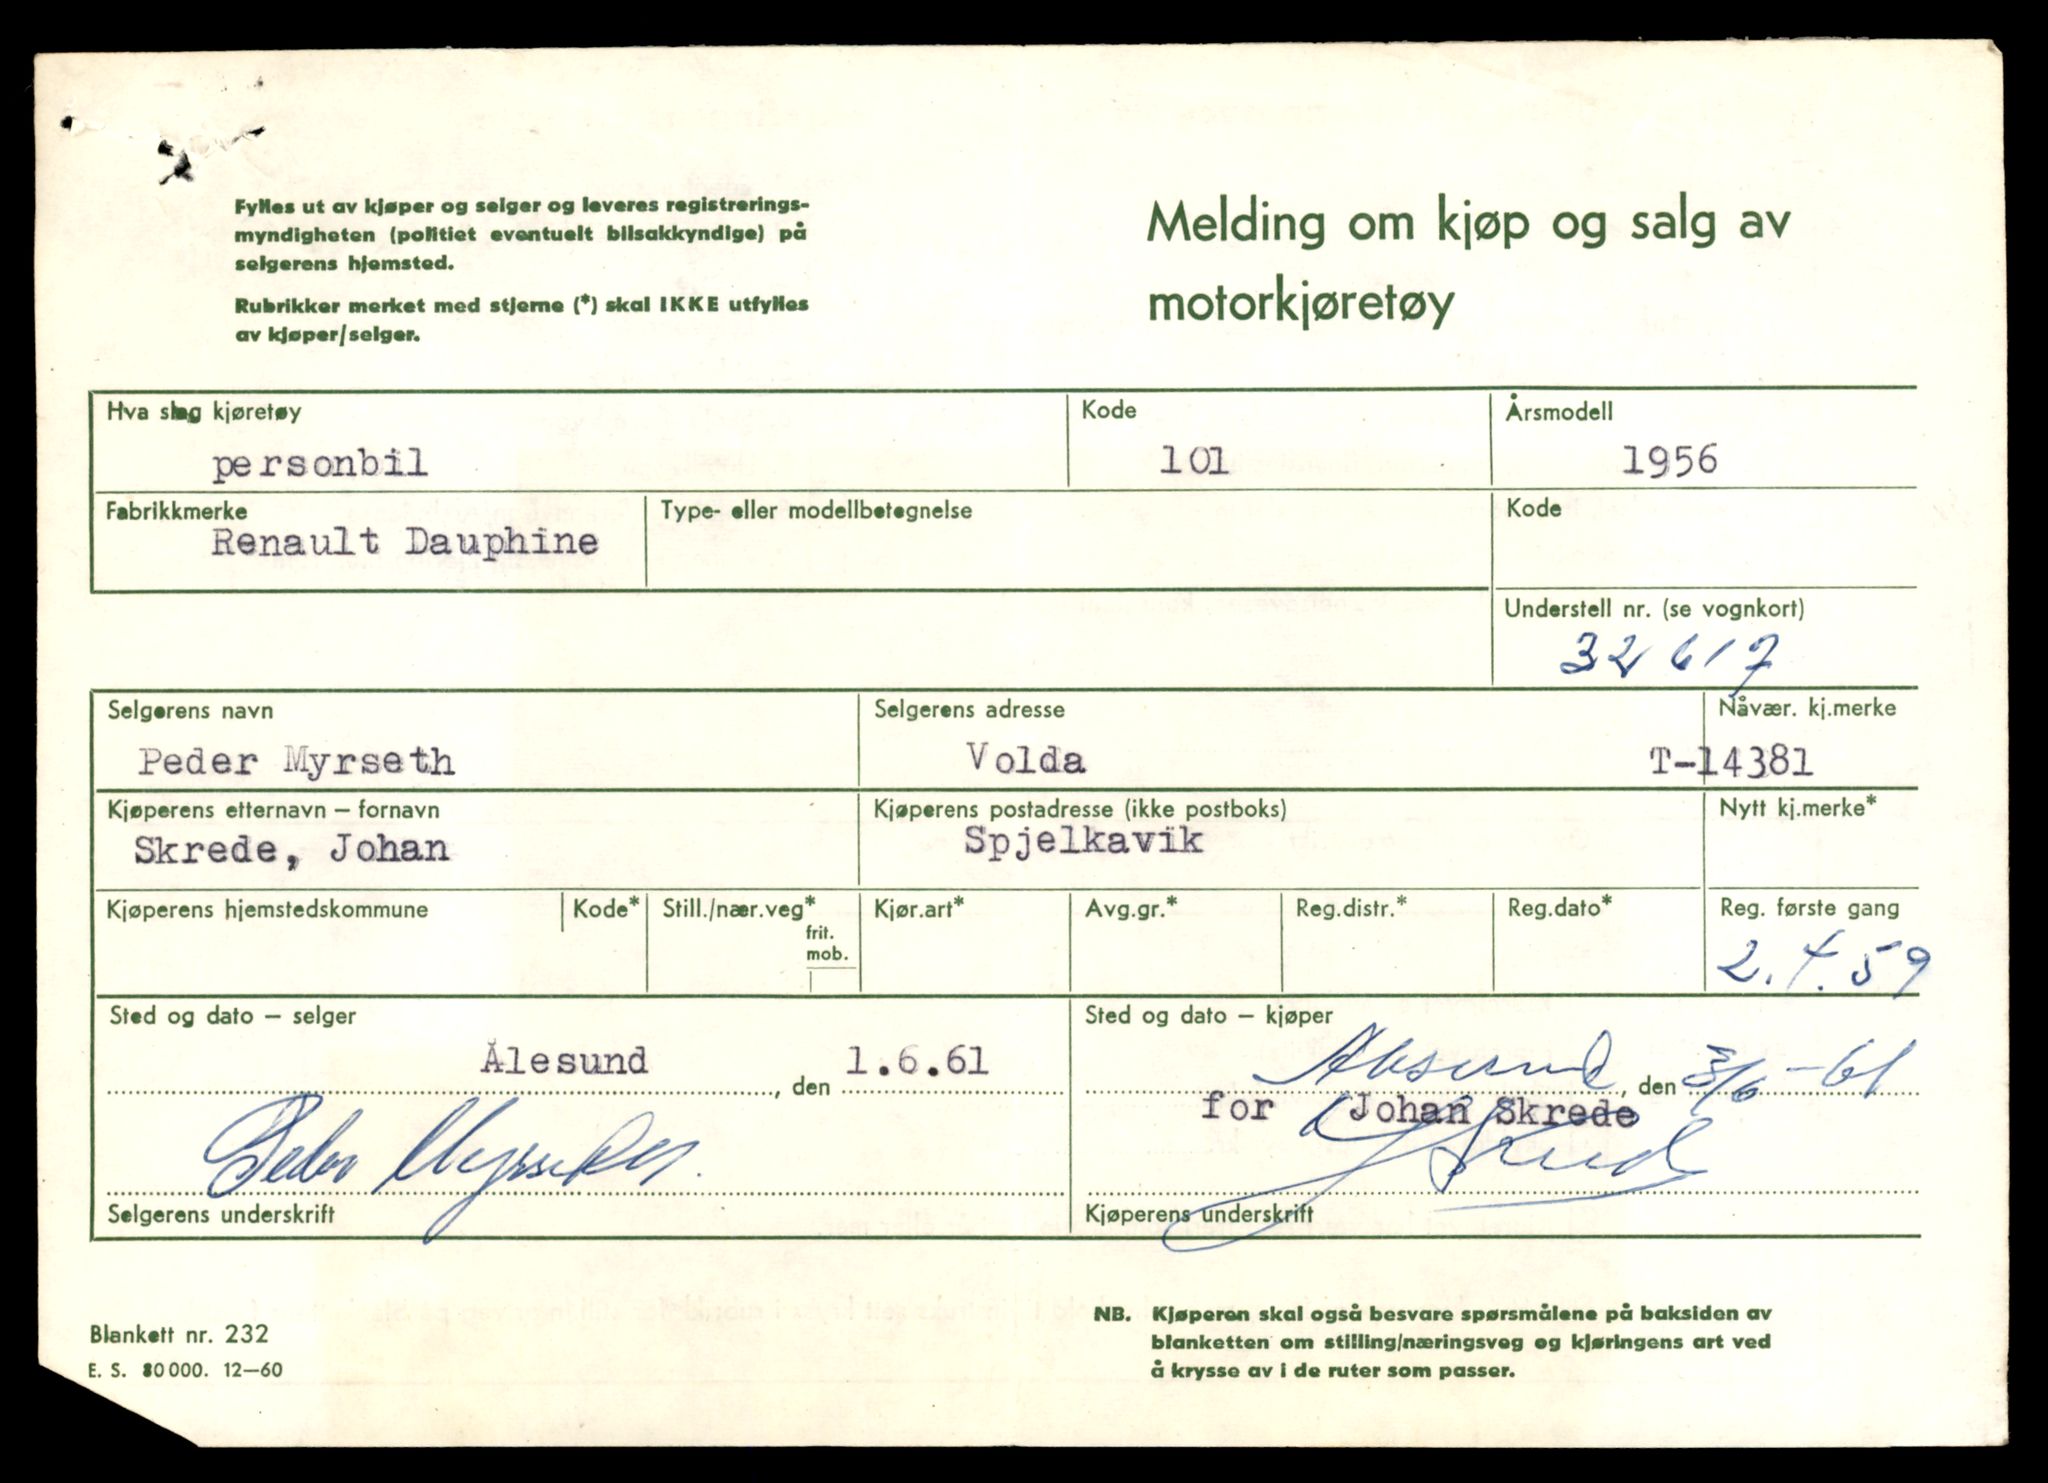 Fylles ut av kjøper og selger og leveres registrerings-
myndigheten (politiet eventuelt bilsakkyndige) på
selgerens hjemsted.
Rubrikker merket med stjerne (*) skal IKKE utfylles
av kjøper/selger.
Melding om kjøp og salg av
motorkjøretøy
Hva slag kjøretøy
personbil
Kode
101
Årsmodell
1956
Fabrikkmerke
Renault Dauphine
Type- eller modellbetegnelse
Kode
Understell nr. (se vognkort)
32617
Selgerens navn
Peder Myrseth
Selgerens adresse
Volda
Nåvær. kj.merke
T-14381
Kjøperens etternavn – fornavn
Skrede, Johan
Kjøperens postadresse (ikke postboks)
Spjelkavik
Nytt kj.merke*
Kjøperens hjemstedskommune
Kode*
Still./nær.veg*
frit.
mob.
Kjør.art*
Avg.gr.*
Reg.distr.*
Reg.dato*
Reg. første gang
2.4.59
Sted og dato – selger
Ålesund, den 1.6.61
Peder Myrseth
Selgerens underskrift
Sted og dato – kjøper
Ålesund, den 3/6-61
for Johan Skrede
J Skrede
Kjøperens underskrift
Blankett nr. 232
E. S. 80000. 12–60
NB. Kjøperen skal også besvare spørsmålene på baksiden av
blanketten om stilling/næringsveg og kjøringens art ved
å krysse av i de ruter som passer.